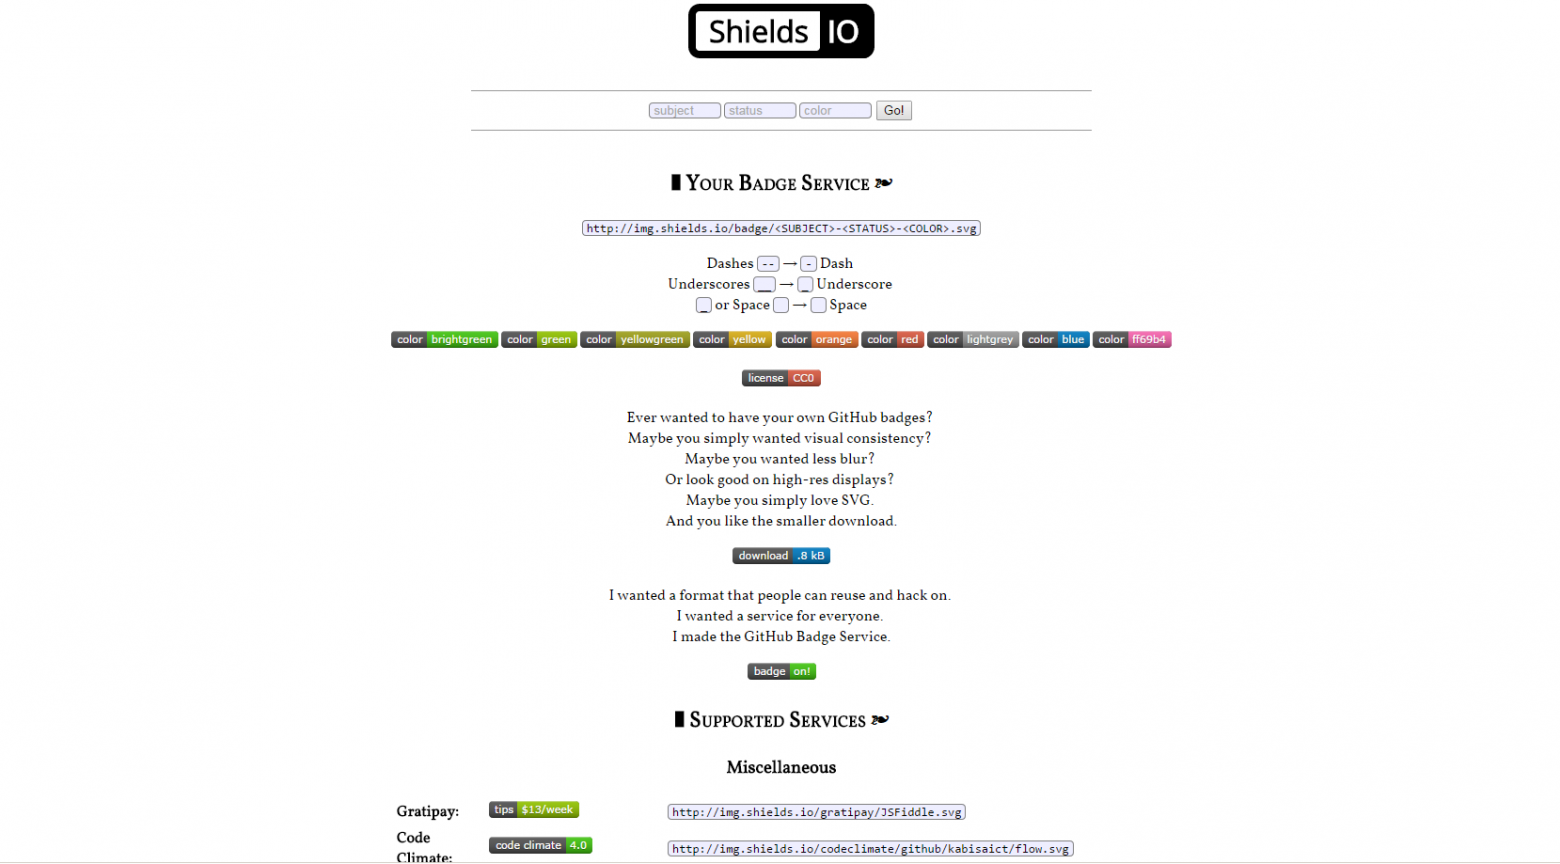 Shields IO
subject status color Go!
Your Badge Service
http://img.shields.io/badge/<SUBJECT>-<STATUS>-<COLOR>.svg
Dashes -- → - Dash
Underscores __ → _ Underscore
_ or Space → Space
color brightgreen color green color yellowgreen color yellow color orange color red color lightgrey color blue color ff69b4
license CC0
Ever wanted to have your own GitHub badges?
Maybe you simply wanted visual consistency?
Maybe you wanted less blur?
Or look good on high-res displays?
Maybe you simply love SVG.
And you like the smaller download.
download .8 kB
I wanted a format that people can reuse and hack on.
I wanted a service for everyone.
I made the GitHub Badge Service.
badge on!
Supported Services
Miscellaneous
Gratipay: tips $13/week http://img.shields.io/gratipay/JSFiddle.svg
Code
Climate: code climate 4.0 http://img.shields.io/codeclimate/github/kabisaict/flow.svg